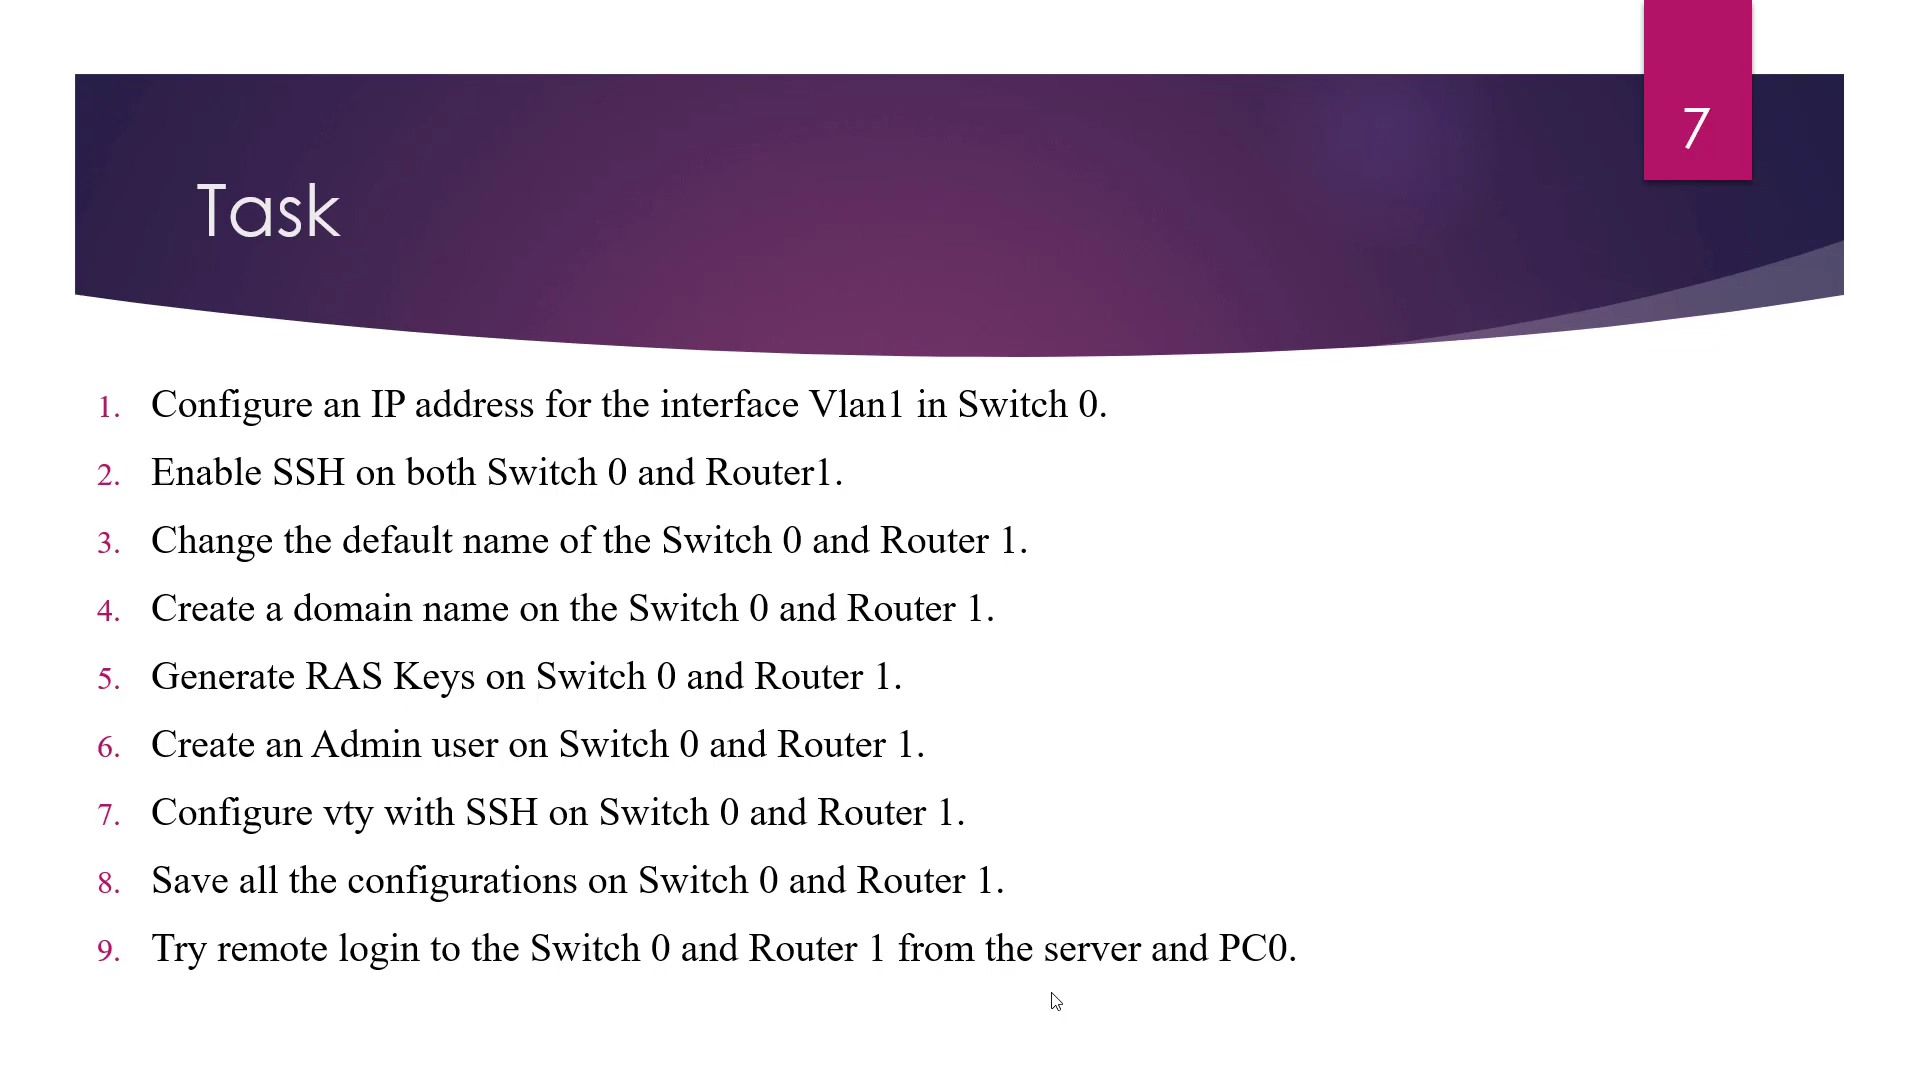 7
Task
1. Configure an IP address for the interface Vlan1 in Switch 0.
2. Enable SSH on both Switch 0 and Router1.
3. Change the default name of the Switch 0 and Router 1.
4. Create a domain name on the Switch 0 and Router 1.
5. Generate RAS Keys on Switch 0 and Router 1.
6. Create an Admin user on Switch 0 and Router 1.
7. Configure vty with SSH on Switch 0 and Router 1.
8. Save all the configurations on Switch 0 and Router 1.
9. Try remote login to the Switch 0 and Router 1 from the server and PC0.